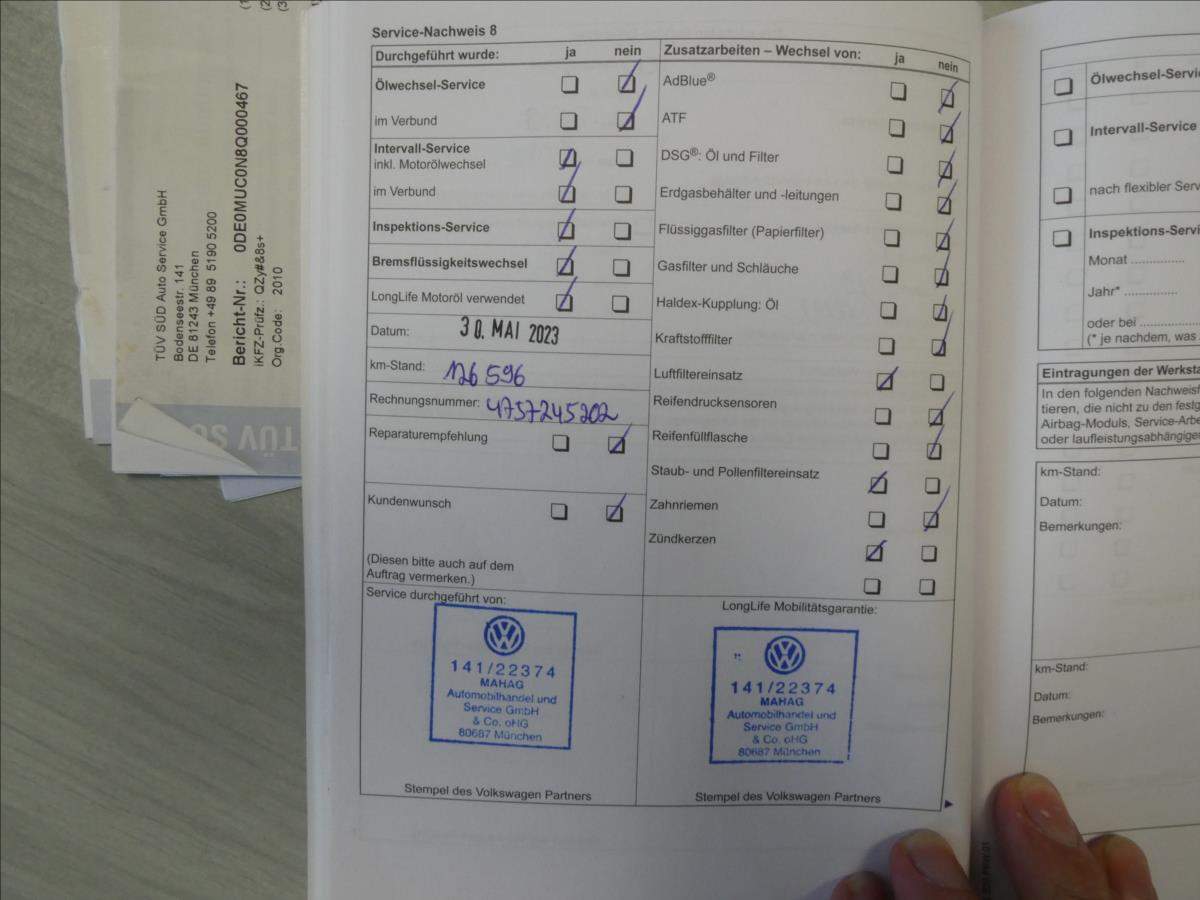 TÜV SÜD Auto Service GmbH
Bodenseestr. 141
DE 81243 München
Telefon +49 89 5190 5200
Bericht-Nr.: 0DE0MUC0N8Q000467
iKFZ-Prüfz.: QZy#&8s+
Org.Code: 2010
TÜV SÜ
Service-Nachweis 8
Durchgeführt wurde: ja nein
Ölwechsel-Service
im Verbund
Intervall-Service
inkl. Motorölwechsel
im Verbund
Inspektions-Service
Bremsflüssigkeitswechsel
LongLife Motoröl verwendet
Datum: 30. MAI 2023
km-Stand: 126 596
Rechnungsnummer: 4757245202
Reparaturempfehlung
Kundenwunsch
(Diesen bitte auch auf dem
Auftrag vermerken.)
Zusatzarbeiten – Wechsel von: ja nein
AdBlue®
ATF
DSG®: Öl und Filter
Erdgasbehälter und -leitungen
Flüssiggasfilter (Papierfilter)
Gasfilter und Schläuche
Haldex-Kupplung: Öl
Kraftstofffilter
Luftfiltereinsatz
Reifendrucksensoren
Reifenfüllflasche
Staub- und Pollenfiltereinsatz
Zahnriemen
Zündkerzen
Service durchgeführt von:
141/22374
MAHAG
Automobilhandel und
Service GmbH
& Co. oHG
80687 München
Stempel des Volkswagen Partners
LongLife Mobilitätsgarantie:
141/22374
MAHAG
Automobilhandel und
Service GmbH
& Co. oHG
80687 München
Stempel des Volkswagen Partners
Ölwechsel-Servic
Intervall-Service
nach flexibler Serv
Inspektions-Servi
Monat
Jahr*
oder bei
(* je nachdem, was
Eintragungen der Werksta
In den folgenden Nachweisf
tieren, die nicht zu den festg
Airbag-Moduls, Service-Arbe
oder laufleistungsabhängiger
km-Stand:
Datum:
Bemerkungen:
km-Stand:
Datum:
Bemerkungen: